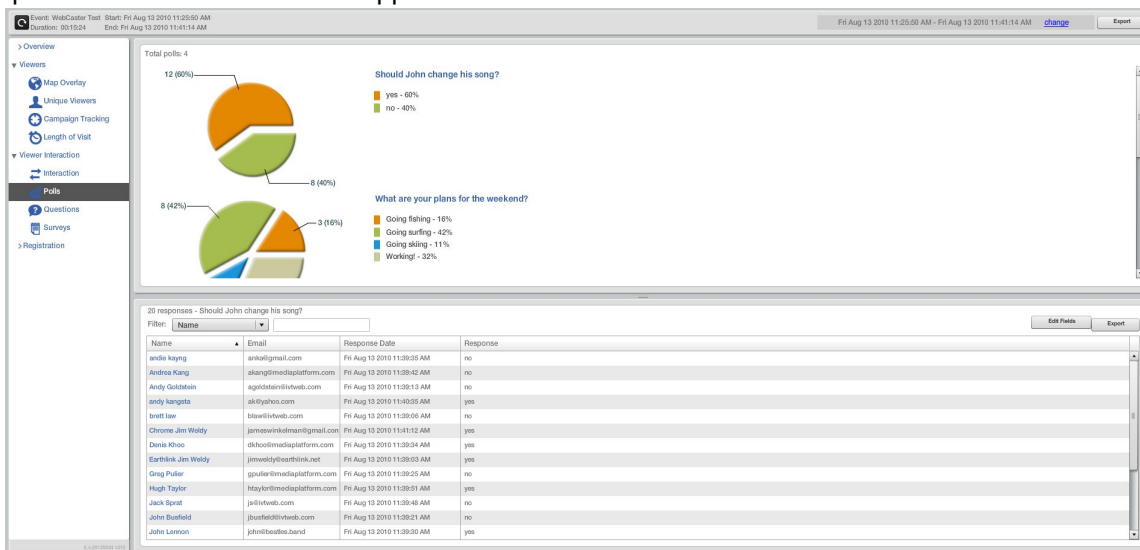 Event: WebCaster Test Start: Fri Aug 13 2010 11:25:50 AM
Duration: 00:15:24 End: Fri Aug 13 2010 11:41:14 AM
Fri Aug 13 2010 11:25:50 AM - Fri Aug 13 2010 11:41:14 AM change Export
Overview
Viewers
Map Overlay
Unique Viewers
Campaign Tracking
Length of Visit
Viewer Interaction
Interaction
Polls
Questions
Surveys
Registration
Total polls: 4
12 (60%)
8 (40%)
Should John change his song?
yes - 60%
no - 40%
8 (42%)
3 (16%)
What are your plans for the weekend?
Going fishing - 16%
Going surfing - 42%
Going skiing - 11%
Working! - 32%
20 responses - Should John change his song?
Filter: Name Edit Fields Export
Name Email Response Date Response
andie kayng anka@gmail.com Fri Aug 13 2010 11:39:35 AM no
Andrea Kang akang@mediaplatform.com Fri Aug 13 2010 11:39:42 AM no
Andy Goldstein agoldstein@ivtweb.com Fri Aug 13 2010 11:39:13 AM no
andy kangsta ak@yahoo.com Fri Aug 13 2010 11:40:35 AM yes
brett law blaw@ivtweb.com Fri Aug 13 2010 11:39:06 AM no
Chrome Jim Weldy jameswinkelman@gmail.con Fri Aug 13 2010 11:41:12 AM yes
Denis Khoo dkhoo@mediaplatform.com Fri Aug 13 2010 11:39:34 AM yes
Earthlink Jim Weldy jimweldy@earthlink.net Fri Aug 13 2010 11:39:03 AM yes
Greg Pulier gpulier@mediaplatform.com Fri Aug 13 2010 11:39:25 AM no
Hugh Taylor htaylor@mediaplatform.com Fri Aug 13 2010 11:39:51 AM yes
Jack Sprat js@ivtweb.com Fri Aug 13 2010 11:39:48 AM no
John Busfield jbusfield@ivtweb.com Fri Aug 13 2010 11:39:21 AM no
John Lennon john@beatles.band Fri Aug 13 2010 11:39:30 AM yes